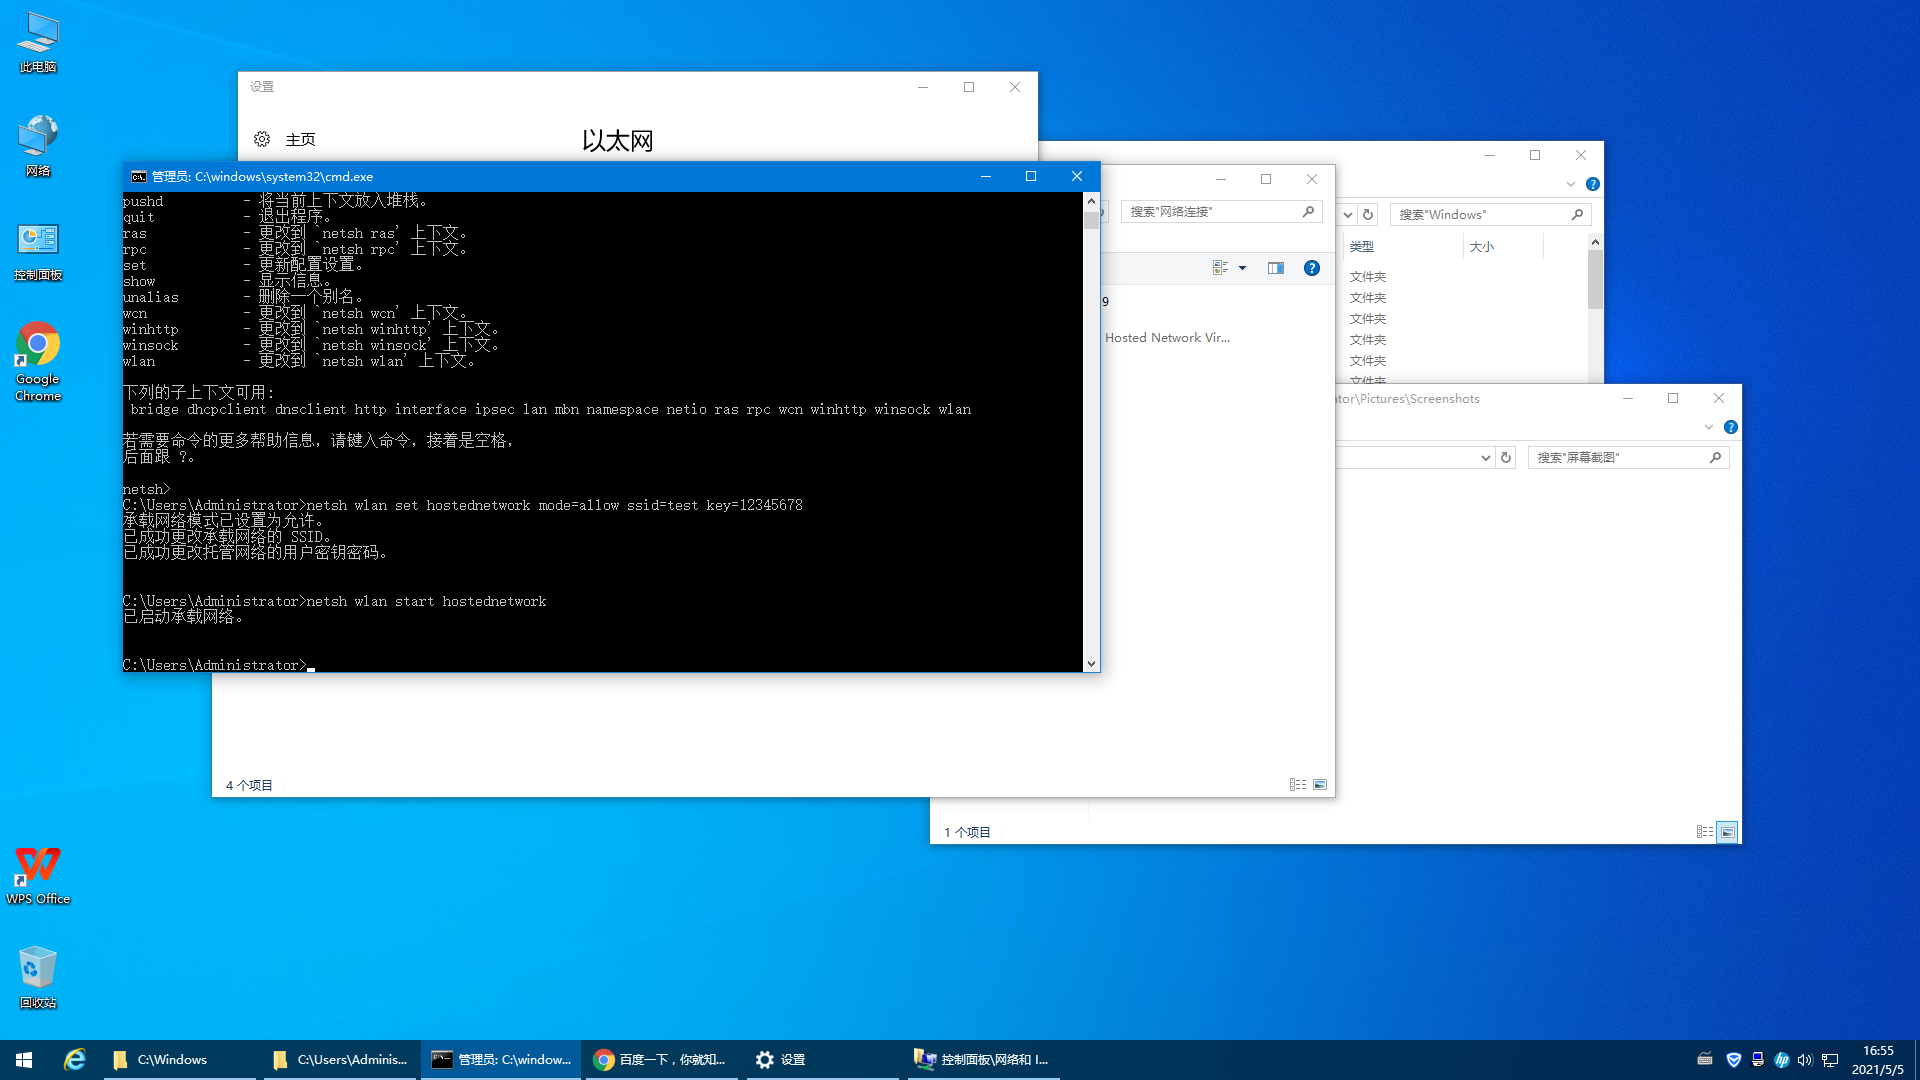 此电脑
网络
控制面板
Google
Chrome
WPS Office
回收站
设置
主页
以太网
管理员: C:\windows\system32\cmd.exe
pushd - 将当前上下文放入堆栈。
quit - 退出程序。
ras - 更改到 `netsh ras' 上下文。
rpc - 更改到 `netsh rpc' 上下文。
set - 更新配置设置。
show - 显示信息。
unalias - 删除一个别名。
wcn - 更改到 `netsh wcn' 上下文。
winhttp - 更改到 `netsh winhttp' 上下文。
winsock - 更改到 `netsh winsock' 上下文。
wlan - 更改到 `netsh wlan' 上下文。
下列的子上下文可用:
bridge dhcpclient dnsclient http interface ipsec lan mbn namespace netio ras rpc wcn winhttp winsock wlan
若需要命令的更多帮助信息，请键入命令，接着是空格，
后面跟 ?。
netsh>
C:\Users\Administrator>netsh wlan set hostednetwork mode=allow ssid=test key=12345678
承载网络模式已设置为允许。
已成功更改承载网络的 SSID。
已成功更改托管网络的用户密钥密码。
C:\Users\Administrator>netsh wlan start hostednetwork
已启动承载网络。
C:\Users\Administrator>
搜索"网络连接"
9
Hosted Network Vir...
4 个项目
搜索"Windows"
类型 大小
文件夹
文件夹
文件夹
文件夹
文件夹
文件夹
ator\Pictures\Screenshots
搜索"屏幕截图"
1 个项目
C:\Windows
C:\Users\Adminis...
管理员: C:\window...
百度一下，你就知...
设置
控制面板\网络和 I...
16:55
2021/5/5